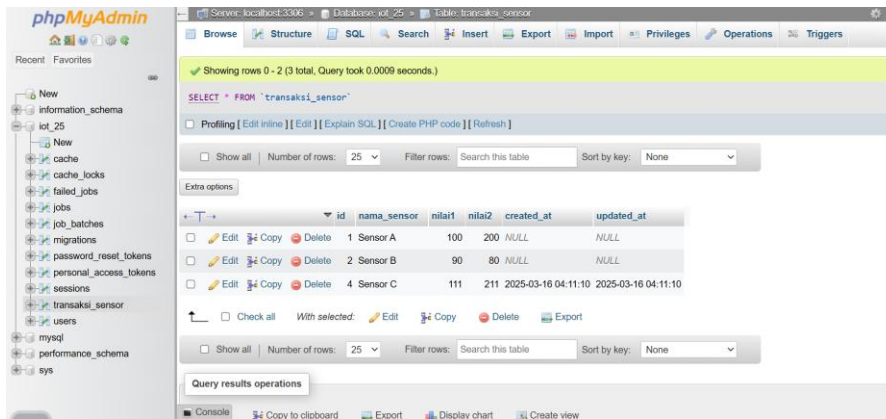 phpMyAdmin
Recent Favorites
New
information_schema
iot_25
New
cache
cache_locks
failed_jobs
jobs
job_batches
migrations
password_reset_tokens
personal_access_tokens
sessions
transaksi_sensor
users
mysql
performance_schema
sys
Server: localhost:3306 » Database: iot_25 » Table: transaksi_sensor
Browse Structure SQL Search Insert Export Import Privileges Operations Triggers
Showing rows 0 - 2 (3 total, Query took 0.0009 seconds.)
SELECT * FROM `transaksi_sensor`
Profiling [ Edit inline ] [ Edit ] [ Explain SQL ] [ Create PHP code ] [ Refresh ]
Show all | Number of rows: 25 Filter rows: Search this table Sort by key: None
Extra options
id nama_sensor nilai1 nilai2 created_at updated_at
Edit Copy Delete 1 Sensor A 100 200 NULL NULL
Edit Copy Delete 2 Sensor B 90 80 NULL NULL
Edit Copy Delete 4 Sensor C 111 211 2025-03-16 04:11:10 2025-03-16 04:11:10
Check all With selected: Edit Copy Delete Export
Show all | Number of rows: 25 Filter rows: Search this table Sort by key: None
Query results operations
Console Copy to clipboard Export Display chart Create view